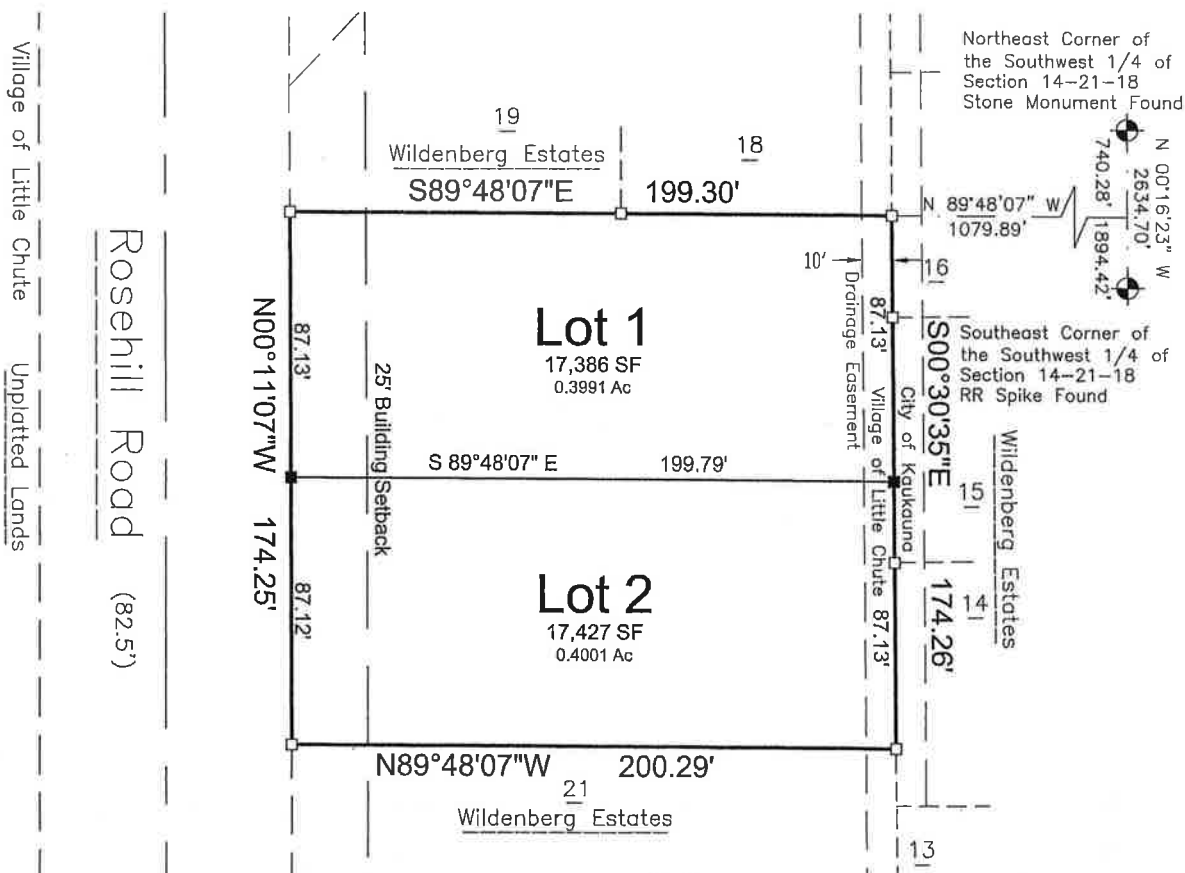 Northeast Corner of
the Southwest 1/4 of
Section 14-21-18
Stone Monument Found
N 00°16'23" W
2634.70'
740.28' 1894.42'
N 89°48'07" W
1079.89'
Southeast Corner of
the Southwest 1/4 of
Section 14-21-18
RR Spike Found
19
Wildenberg Estates
18
S89°48'07"E 199.30'
10'
16
Drainage Easement
87.13' Village of Little Chute 87.13'
City of Kaukauna
S00°30'35"E 174.26'
15
14
Wildenberg Estates
Lot 1
17,386 SF
0.3991 Ac
87.13'
N00°11'07"W 174.25'
25' Building Setback
S 89°48'07" E 199.79'
Lot 2
17,427 SF
0.4001 Ac
87.12'
N89°48'07"W 200.29'
21
Wildenberg Estates
13
Rosehill Road (82.5')
Village of Little Chute Unplatted Lands